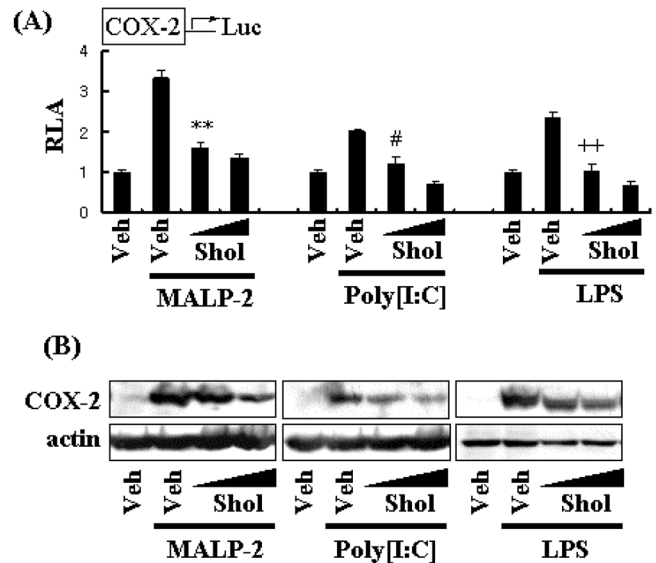 (A)
COX-2 Luc
RLA
4
3
2
1
0
** # ++
Veh Veh Shol Veh Veh Shol Veh Veh Shol
MALP-2 Poly[I:C] LPS
(B)
COX-2
actin
Veh Veh Shol Veh Veh Shol Veh Veh Shol
MALP-2 Poly[I:C] LPS